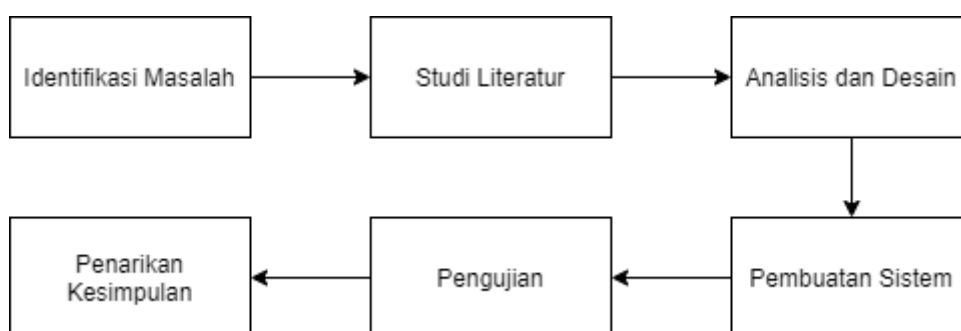 Identifikasi Masalah
Studi Literatur
Analisis dan Desain
Pembuatan Sistem
Pengujian
Penarikan
Kesimpulan